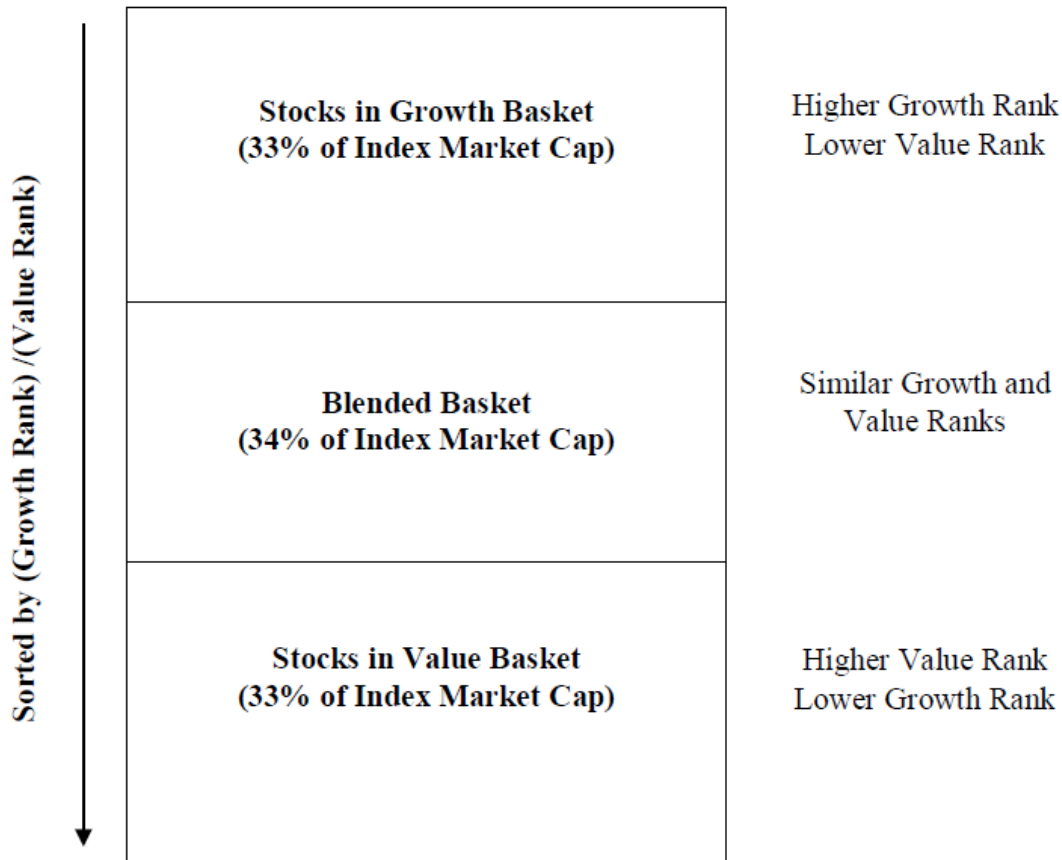 Sorted by (Growth Rank) /(Value Rank)
Stocks in Growth Basket
(33% of Index Market Cap)
Higher Growth Rank
Lower Value Rank
Blended Basket
(34% of Index Market Cap)
Similar Growth and
Value Ranks
Stocks in Value Basket
(33% of Index Market Cap)
Higher Value Rank
Lower Growth Rank